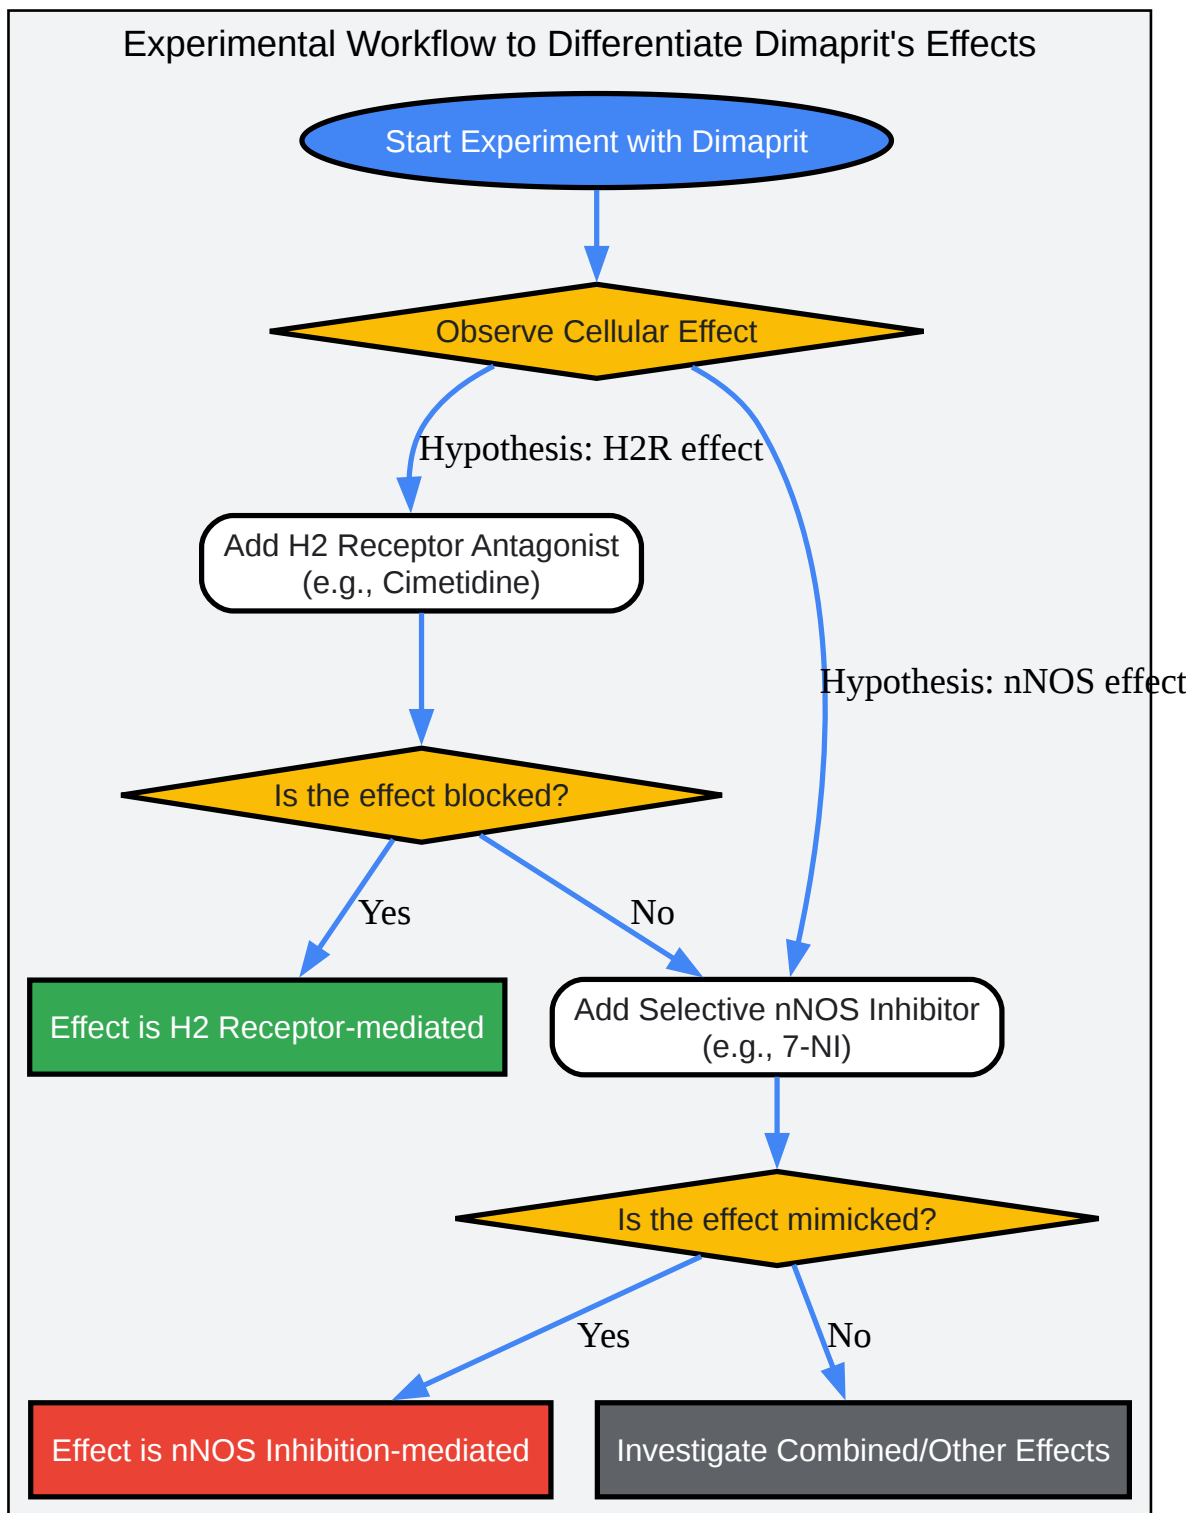 Experimental Workflow to Differentiate Dimaprit's Effects
Start Experiment with Dimaprit
Observe Cellular Effect
Hypothesis: H2R effect
Add H2 Receptor Antagonist
(e.g., Cimetidine)
Hypothesis: nNOS effect
Is the effect blocked?
Yes
No
Effect is H2 Receptor-mediated
Add Selective nNOS Inhibitor
(e.g., 7-NI)
Is the effect mimicked?
Yes
No
Effect is nNOS Inhibition-mediated
Investigate Combined/Other Effects